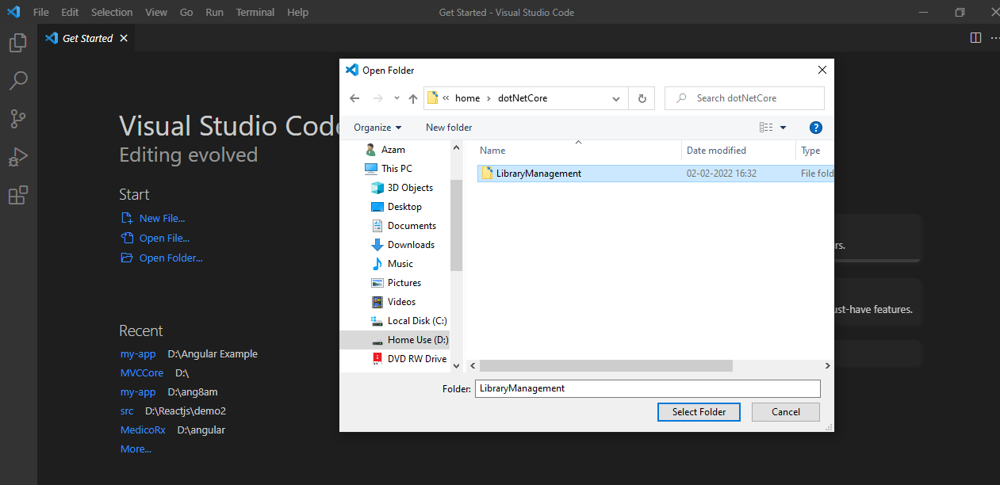 File Edit Selection View Go Run Terminal Help Get Started - Visual Studio Code
Get Started
Visual Studio Code
Editing evolved
Start
New File...
Open File...
Open Folder...
Recent
my-app D:\Angular Example
MVCCore D:\
my-app D:\ang8am
src D:\Reactjs\demo2
MedicoRx D:\angular
More...
Open Folder
« home › dotNetCore
Search dotNetCore
Organize New folder
Azam
This PC
3D Objects
Desktop
Documents
Downloads
Music
Pictures
Videos
Local Disk (C:)
Home Use (D:)
DVD RW Drive
Name Date modified Type
LibraryManagement 02-02-2022 16:32 File fold
Folder: LibraryManagement
Select Folder Cancel
rs.
ust-have features.